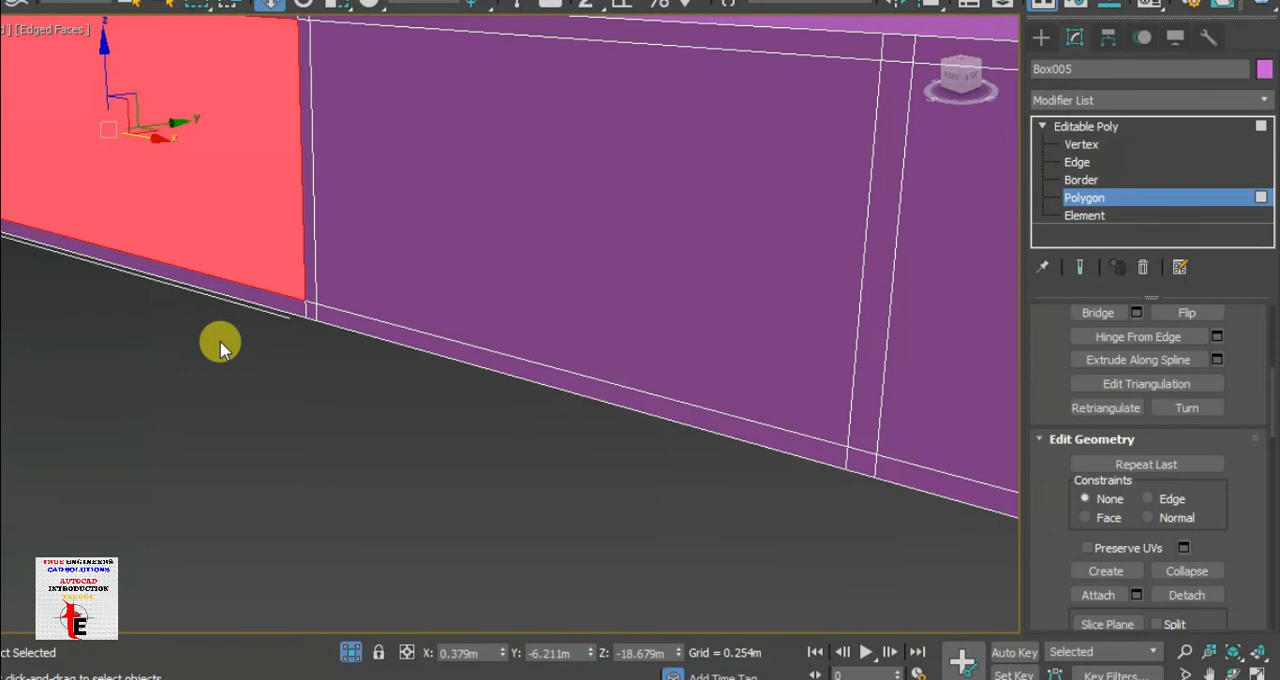 ] [Edged Faces ]
z
y
x
Box005
Modifier List
Editable Poly
Vertex
Edge
Border
Polygon
Element
Bridge
Flip
Hinge From Edge
Extrude Along Spline
Edit Triangulation
Retriangulate
Turn
Edit Geometry
Repeat Last
Constraints
None
Edge
Face
Normal
Preserve UVs
Create
Collapse
Attach
Detach
Slice Plane
Split
TRUE ENGINEERS
CAD SOLUTIONS
AUTOCAD
INTRODUCTION
tE
ct Selected
X: 0.379m
Y: -6.211m
Z: -18.679m
Grid = 0.254m
Auto Key
Selected
click-and-drag to select objects
Add Time Tag
0
Set Key
Key Filters...